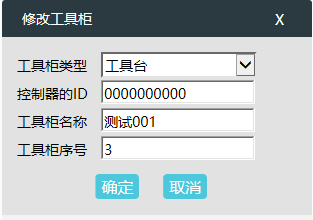 修改工具柜 X
工具柜类型 工具台
控制器的ID 0000000000
工具柜名称 测试001
工具柜序号 3
确定 取消